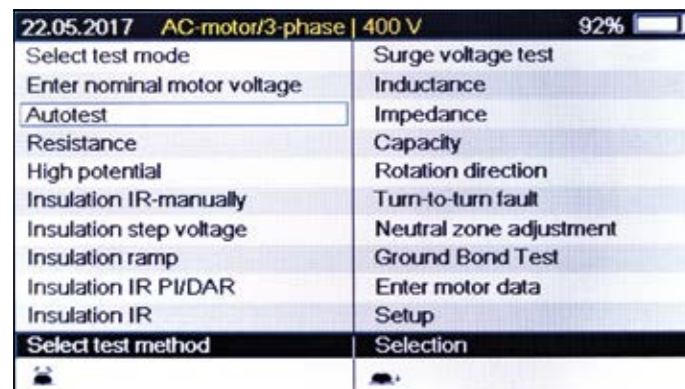 22.05.2017 AC-motor/3-phase | 400 V 92%
Select test mode
Enter nominal motor voltage
Autotest
Resistance
High potential
Insulation IR-manually
Insulation step voltage
Insulation ramp
Insulation IR PI/DAR
Insulation IR
Surge voltage test
Inductance
Impedance
Capacity
Rotation direction
Turn-to-turn fault
Neutral zone adjustment
Ground Bond Test
Enter motor data
Setup
Select test method
Selection